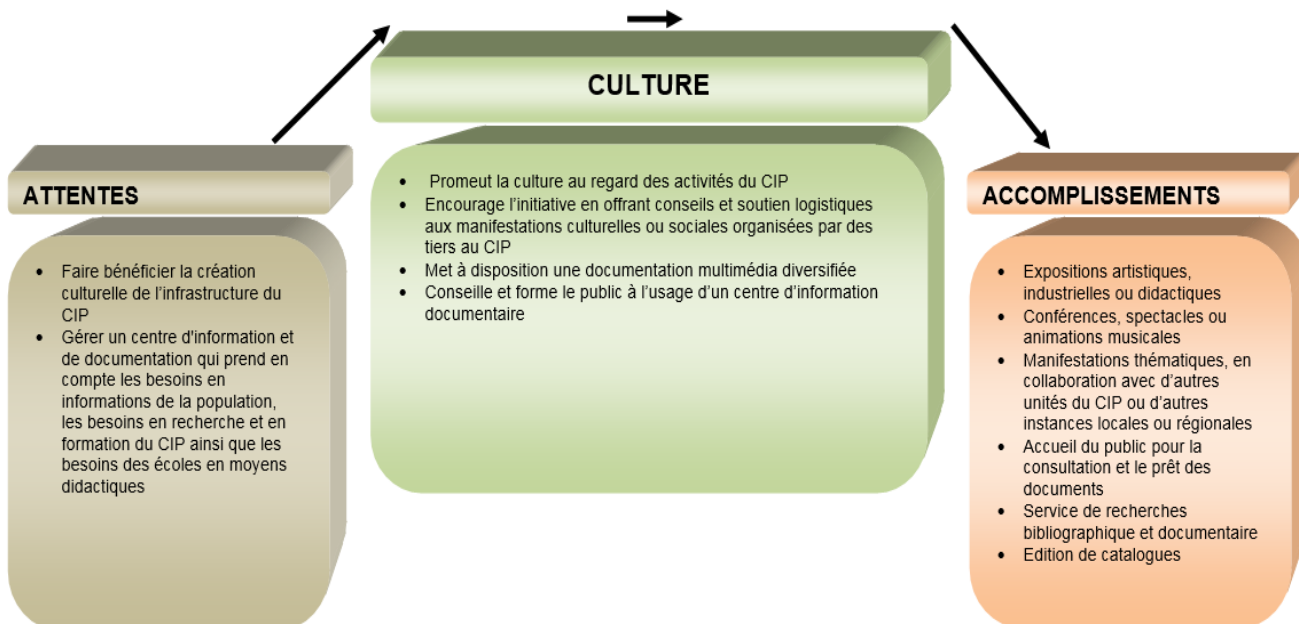 CULTURE
ATTENTES
• Faire bénéficier la création
culturelle de l'infrastructure du
CIP
• Gérer un centre d'information et
de documentation qui prend en
compte les besoins en
informations de la population,
les besoins en recherche et en
formation du CIP ainsi que les
besoins des écoles en moyens
didactiques
• Promeut la culture au regard des activités du CIP
• Encourage l'initiative en offrant conseils et soutien logistiques
aux manifestations culturelles ou sociales organisées par des
tiers au CIP
• Met à disposition une documentation multimédia diversifiée
• Conseille et forme le public à l'usage d'un centre d'information
documentaire
ACCOMPLISSEMENTS
• Expositions artistiques,
industrielles ou didactiques
• Conférences, spectacles ou
animations musicales
• Manifestations thématiques, en
collaboration avec d'autres
unités du CIP ou d'autres
instances locales ou régionales
• Accueil du public pour la
consultation et le prêt des
documents
• Service de recherches
bibliographique et documentaire
• Edition de catalogues